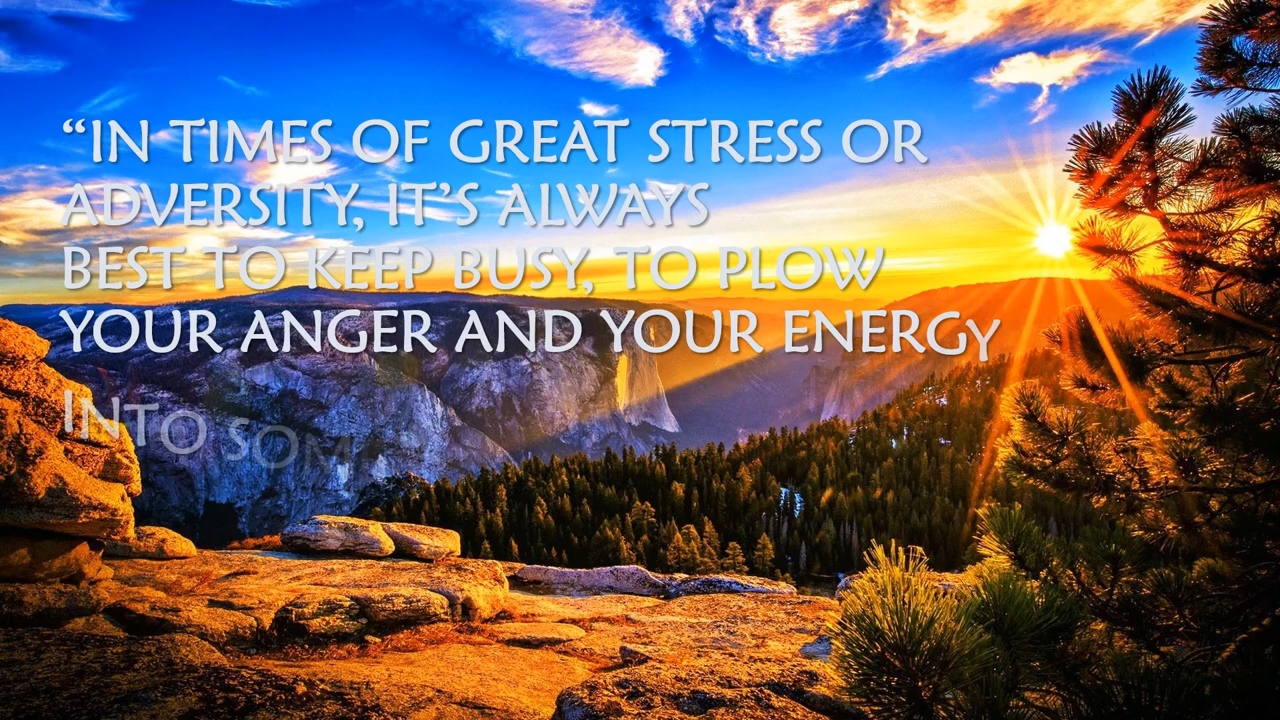 “IN TIMES OF GREAT STRESS OR
ADVERSITY, IT’S ALWAYS
BEST TO KEEP BUSY, TO PLOW
YOUR ANGER AND YOUR ENERGY
INTO